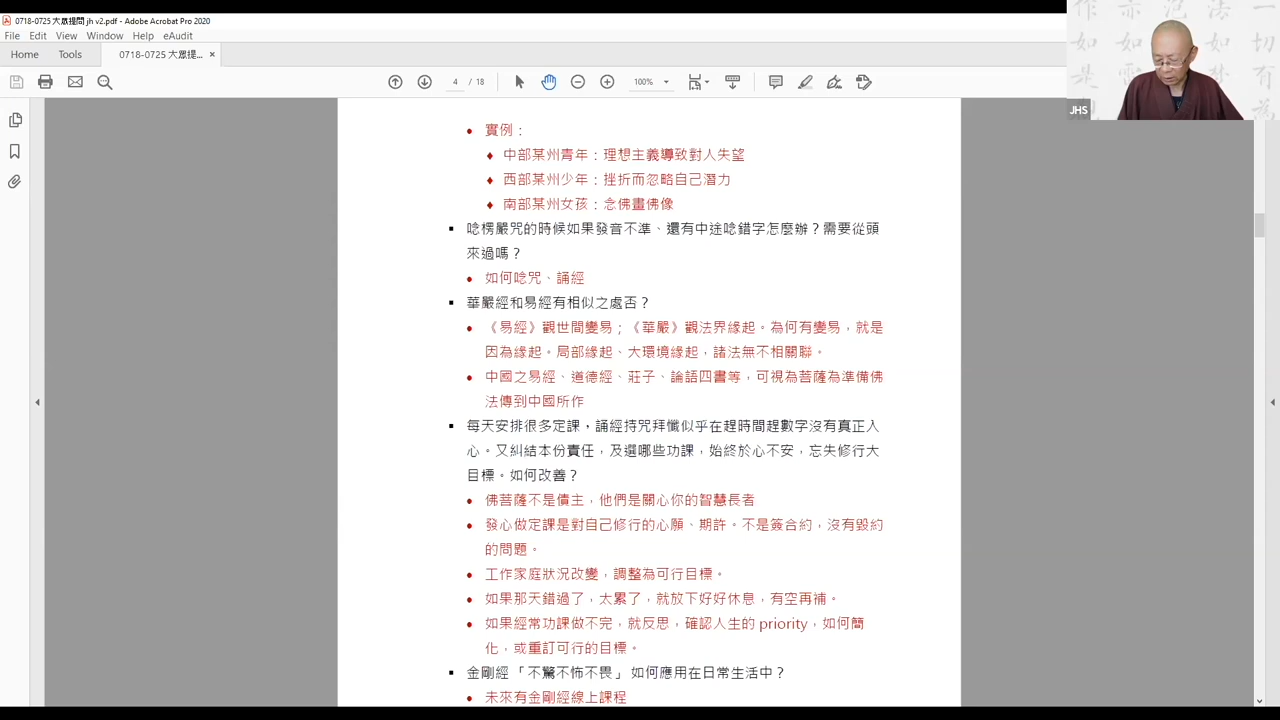 0718-0725 大眾提問 jh v2.pdf - Adobe Acrobat Pro 2020
File Edit View Window Help eAudit
Home Tools 0718-0725 大眾提... ×
4 / 18 100%
JHS
• 實例：
♦ 中部某州青年：理想主義導致對人失望
♦ 西部某州少年：挫折而忽略自己潛力
♦ 南部某州女孩：念佛畫佛像
▪ 唸楞嚴咒的時候如果發音不準、還有中途唸錯字怎麼辦？需要從頭
來過嗎？
• 如何唸咒、誦經
▪ 華嚴經和易經有相似之處否？
• 《易經》觀世間變易；《華嚴》觀法界緣起。為何有變易，就是
因為緣起。局部緣起、大環境緣起，諸法無不相關聯。
• 中國之易經、道德經、莊子、論語四書等，可視為菩薩為準備佛
法傳到中國所作
▪ 每天安排很多定課，誦經持咒拜懺似乎在趕時間趕數字沒有真正入
心。又糾結本份責任，及選哪些功課，始終於心不安，忘失修行大
目標。如何改善？
• 佛菩薩不是債主，他們是關心你的智慧長者
• 發心做定課是對自己修行的心願、期許。不是簽合約，沒有毀約
的問題。
• 工作家庭狀況改變，調整為可行目標。
• 如果那天錯過了，太累了，就放下好好休息，有空再補。
• 如果經常功課做不完，就反思，確認人生的 priority，如何簡
化，或重訂可行的目標。
▪ 金剛經「不驚不怖不畏」如何應用在日常生活中？
• 未來有金剛經線上課程